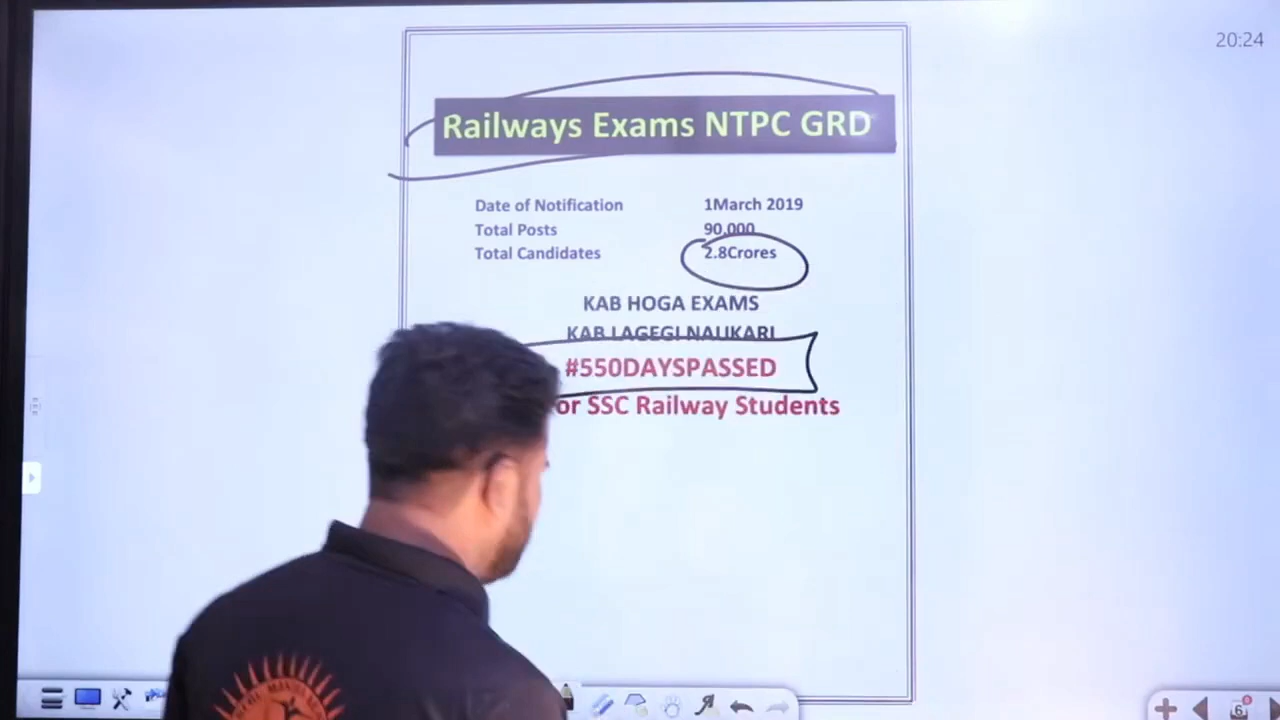 20:24
Railways Exams NTPC GRD
Date of Notification 1March 2019
Total Posts 90,000
Total Candidates 2.8Crores
KAB HOGA EXAMS
KAB LAGEGI NAUKARI
#550DAYSPASSED
or SSC Railway Students
6